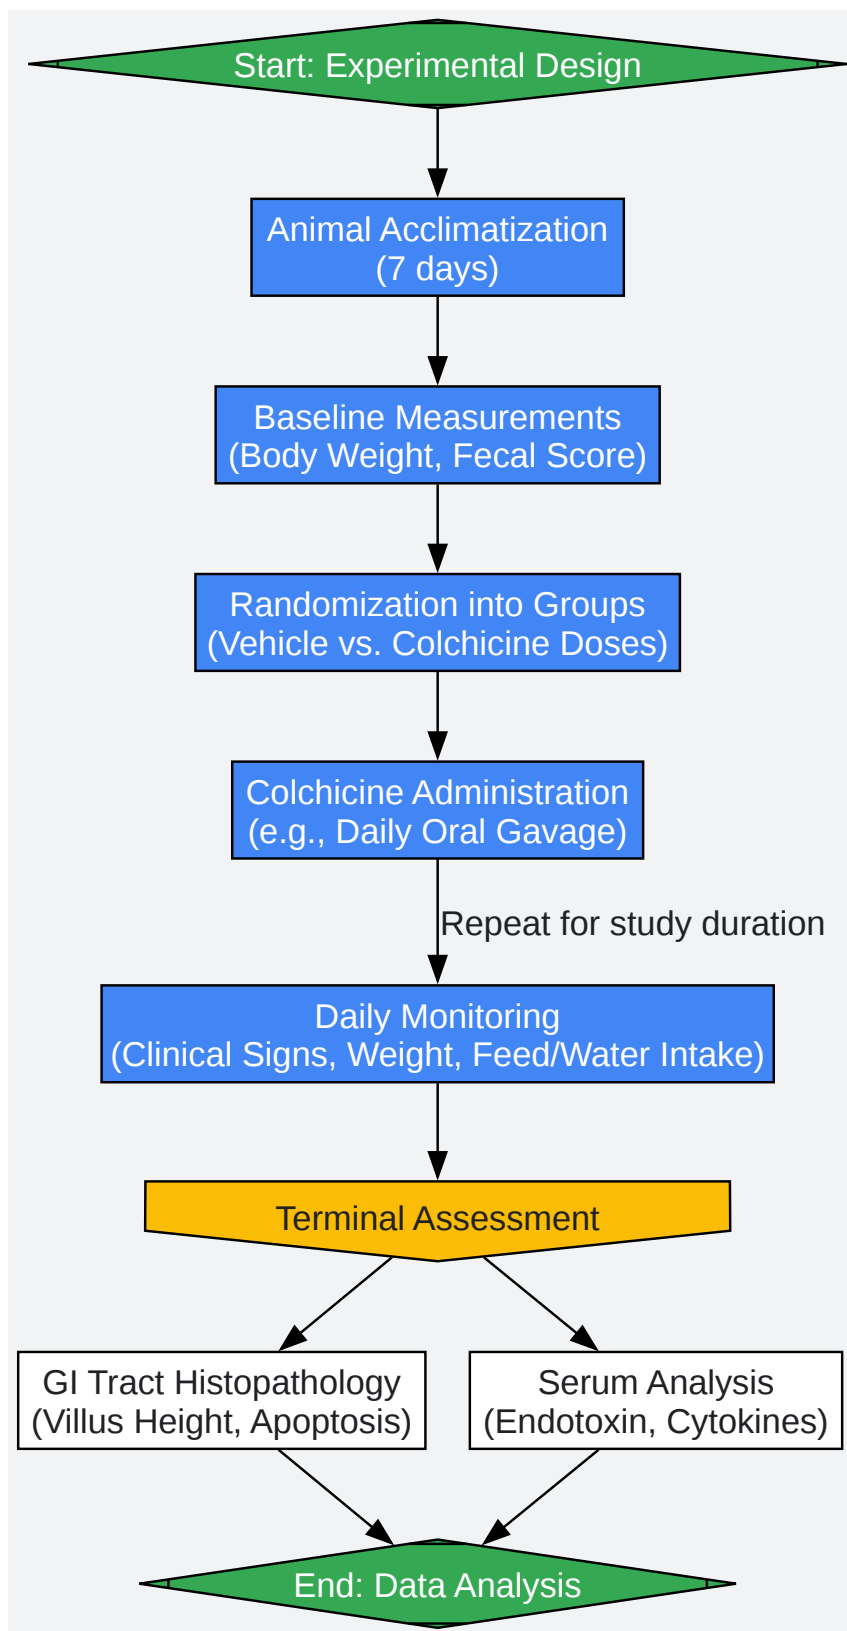 Start: Experimental Design
Animal Acclimatization
(7 days)
Baseline Measurements
(Body Weight, Fecal Score)
Randomization into Groups
(Vehicle vs. Colchicine Doses)
Colchicine Administration
(e.g., Daily Oral Gavage)
Repeat for study duration
Daily Monitoring
(Clinical Signs, Weight, Feed/Water Intake)
Terminal Assessment
GI Tract Histopathology
(Villus Height, Apoptosis)
Serum Analysis
(Endotoxin, Cytokines)
End: Data Analysis